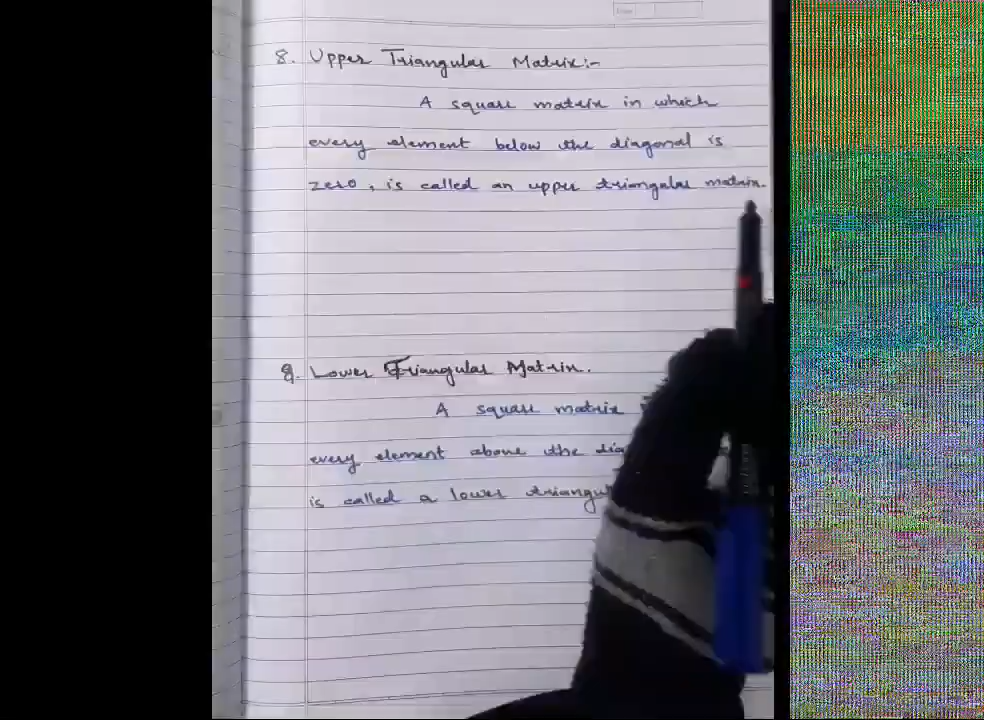 8. Upper Triangular Matrix:-
A square matrix in which
every element below the diagonal is
zero, is called an upper triangular matrix.
9. Lower Triangular Matrix.
A square matrix
every element above the
is called a lower